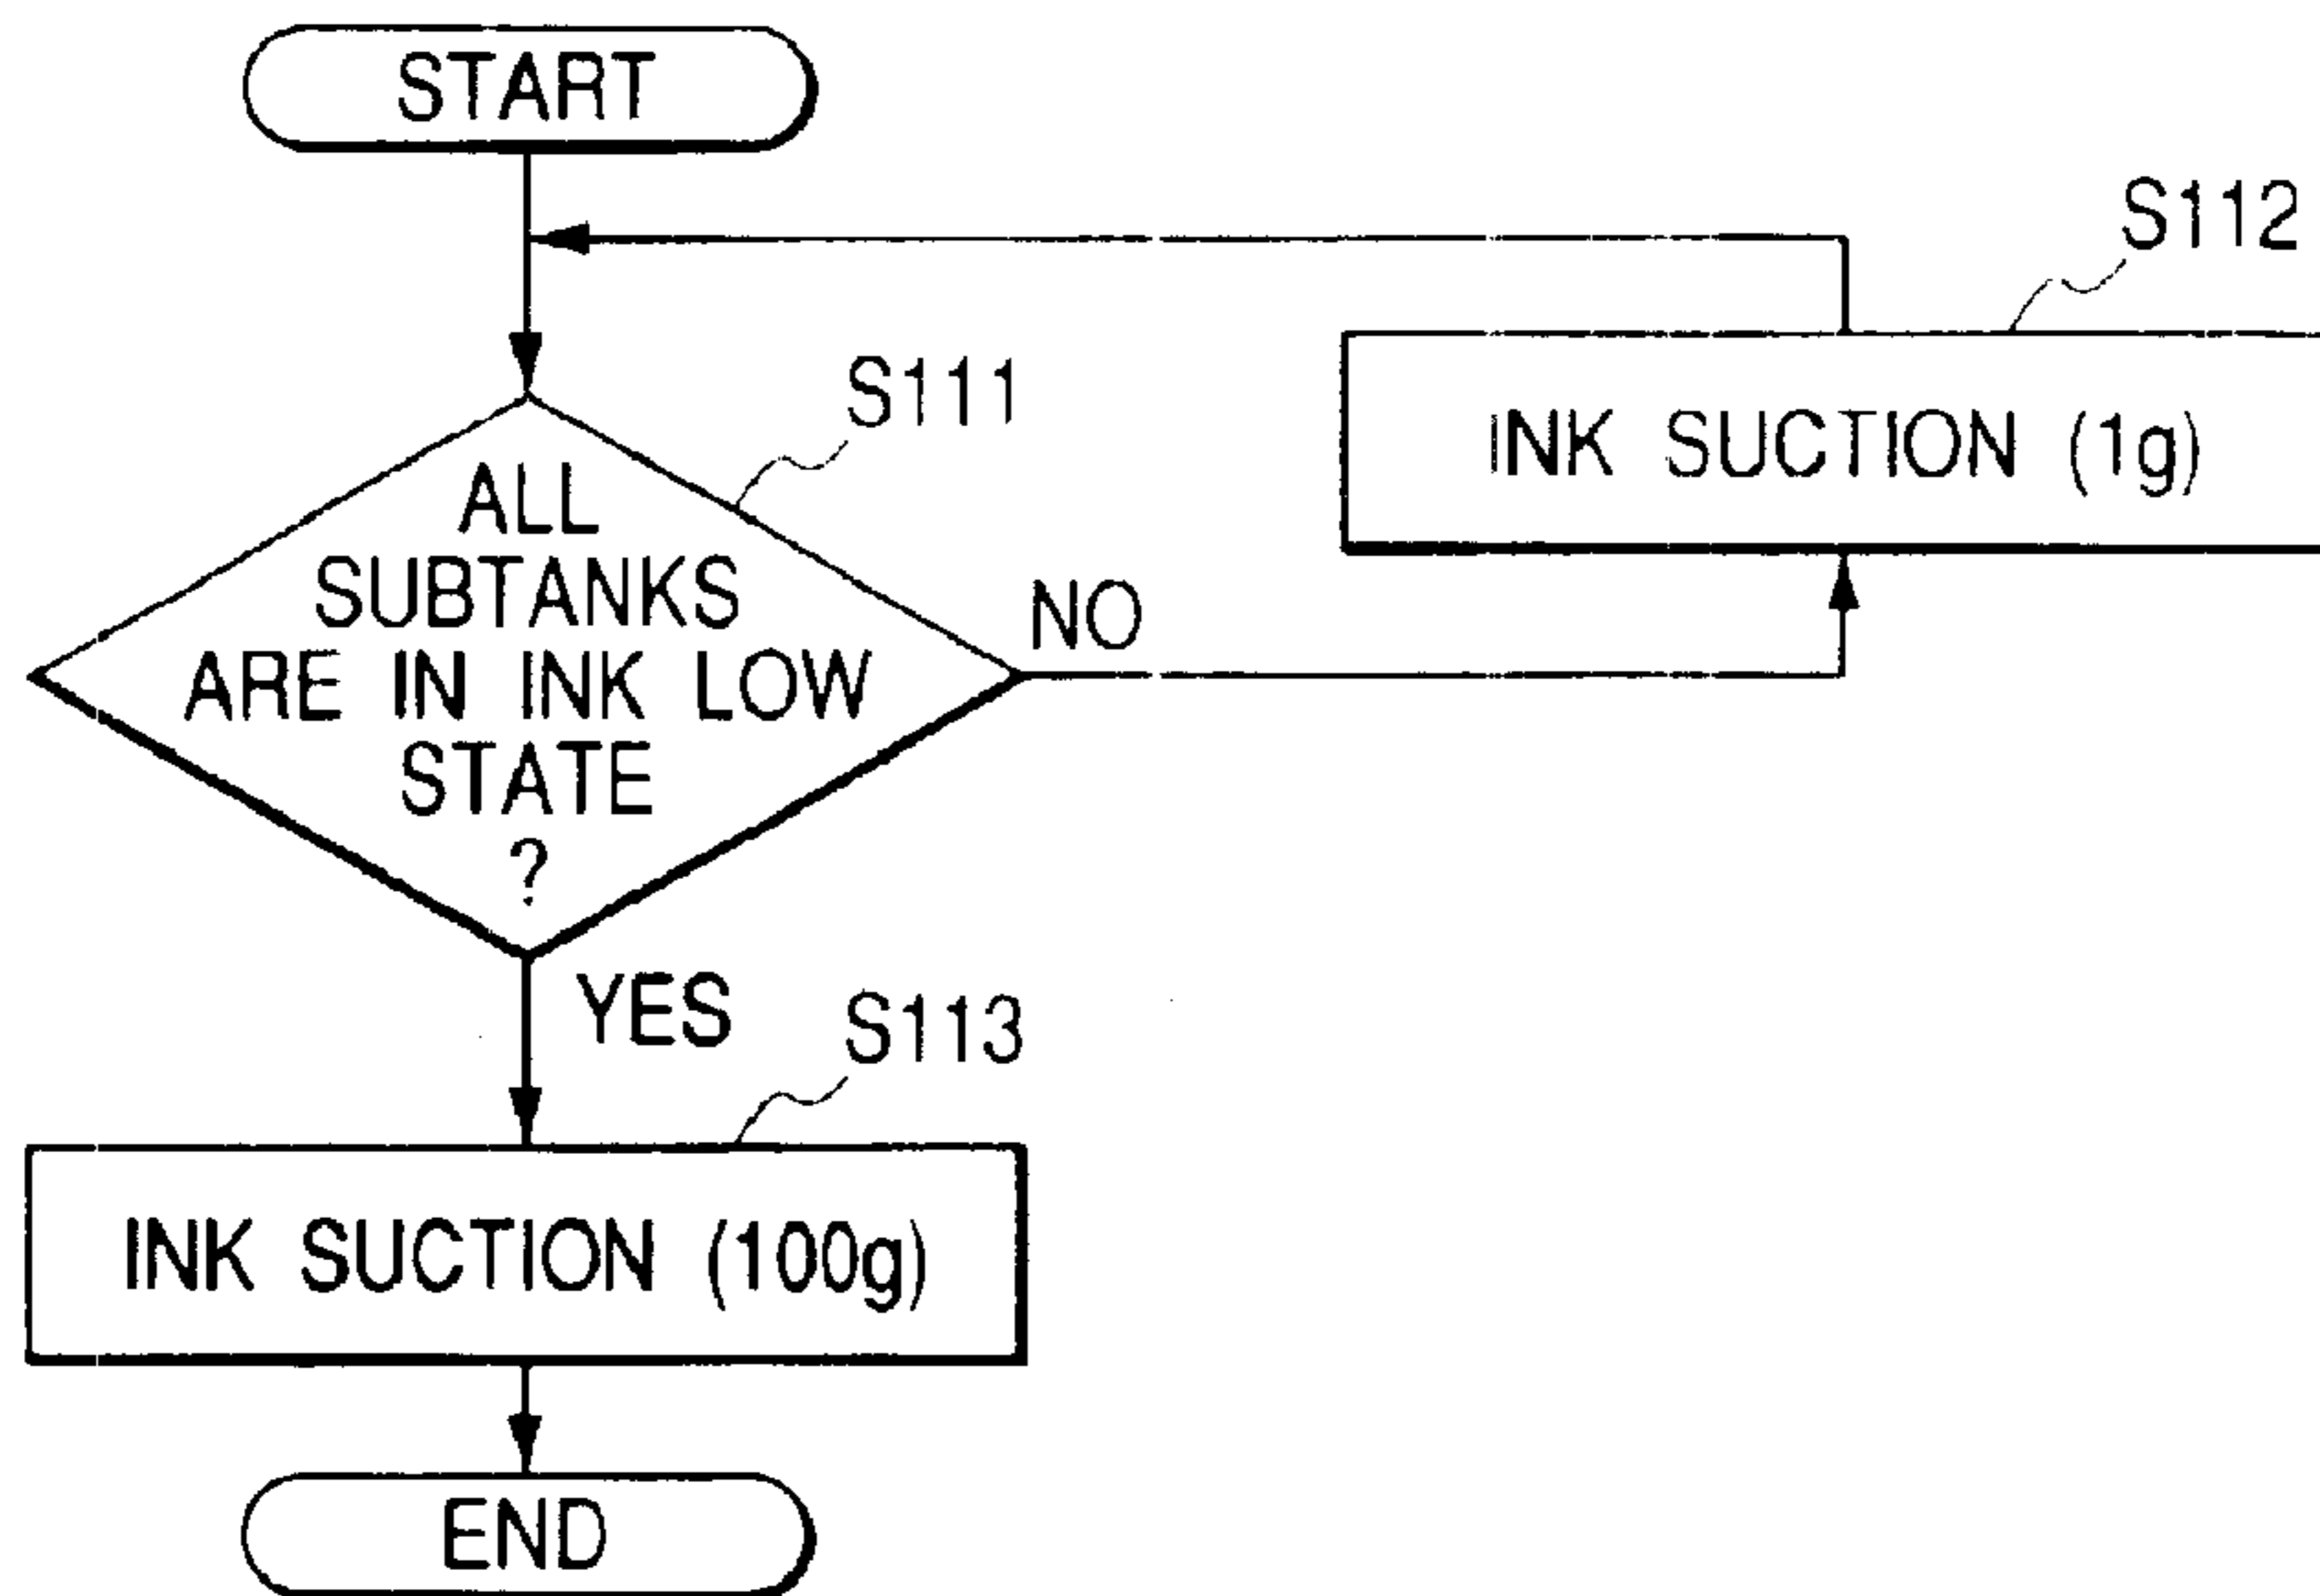 START
S112
INK SUCTION (1g)
S111
ALL
SUBTANKS
ARE IN INK LOW
STATE
?
NO
YES
S113
INK SUCTION (100g)
END